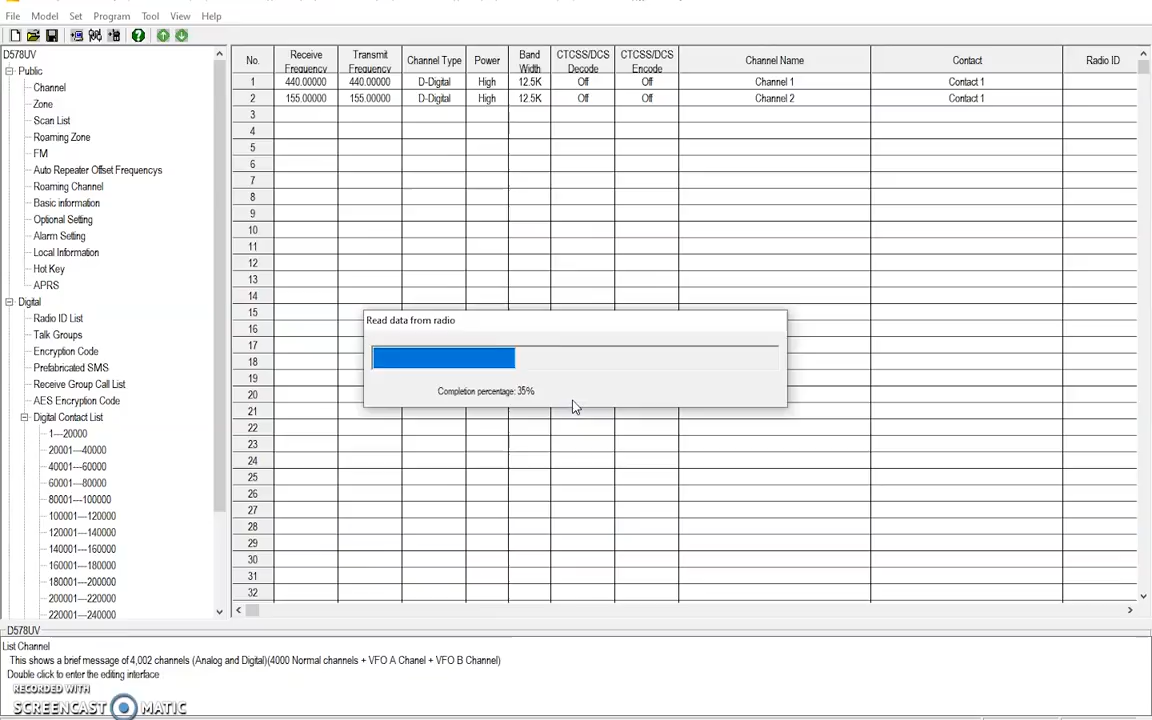 File Model Set Program Tool View Help
D578UV
Public
Channel
Zone
Scan List
Roaming Zone
FM
Auto Repeater Offset Frequencys
Roaming Channel
Basic information
Optional Setting
Alarm Setting
Local Information
Hot Key
APRS
Digital
Radio ID List
Talk Groups
Encryption Code
Prefabricated SMS
Receive Group Call List
AES Encryption Code
Digital Contact List
1---20000
20001---40000
40001---60000
60001---80000
80001---100000
100001---120000
120001---140000
140001---160000
160001---180000
180001---200000
200001---220000
220001---240000
No. Receive Frequency Transmit Frequency Channel Type Power Band Width CTCSS/DCS Decode CTCSS/DCS Encode Channel Name Contact Radio ID
1 440.00000 440.00000 D-Digital High 12.5K Off Off Channel 1 Contact 1
2 155.00000 155.00000 D-Digital High 12.5K Off Off Channel 2 Contact 1
3
4
5
6
7
8
9
10
11
12
13
14
15
16
17
18
19
20
21
22
23
24
25
26
27
28
29
30
31
32
Read data from radio
Completion percentage: 35%
D578UV
List Channel
This shows a brief message of 4,002 channels (Analog and Digital)(4000 Normal channels + VFO A Chanel + VFO B Channel)
Double click to enter the editing interface
RECORDED WITH
SCREENCAST MATIC